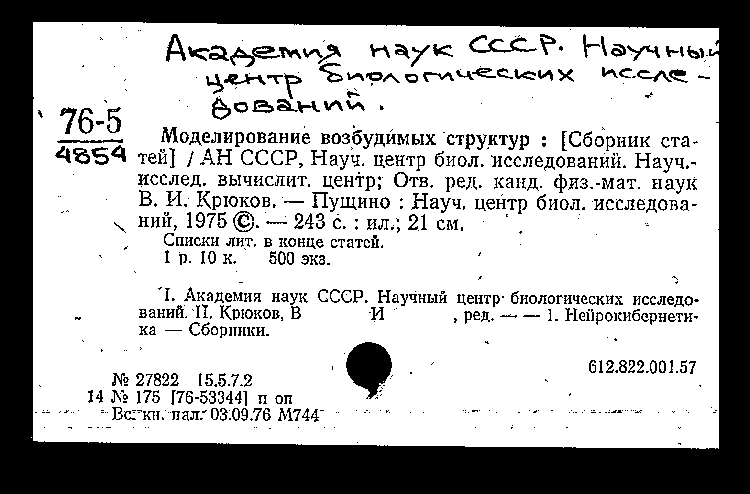 Академия наук СССР. Научный
центр биологических иссле-
дований.
76-5
4854
Моделирование возбудимых структур : [Сборник ста-
тей] / АН СССР, Науч. центр биол. исследований. Науч.-
исслед. вычислит. центр; Отв. ред. канд. физ.-мат. наук
В. И. Крюков. — Пущино : Науч. центр биол. исследова-
ний, 1975 ©. — 243 с. : ил.; 21 см.
Списки лит. в конце статей.
1 р. 10 к. 500 экз.
I. Академия наук СССР. Научный центр биологических исследо-
ваний. II. Крюков, В И , ред. — — 1. Нейрокибернети-
ка — Сборники.
612.822.001.57
№ 27822 15.5.7.2
14 № 175 [76-53344] п оп
Вс. кн. пал. 03.09.76 М744